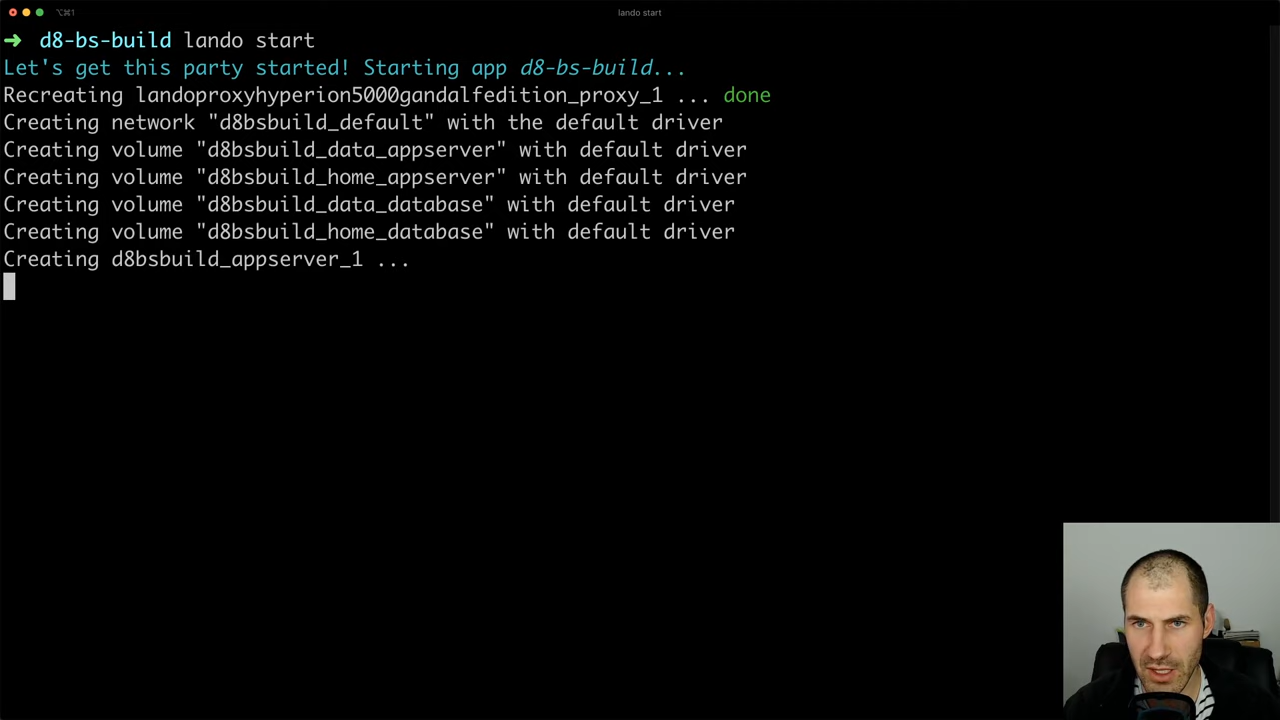 ⌥⌘1
lando start
➜ d8-bs-build lando start
Let's get this party started! Starting app d8-bs-build...
Recreating landoproxyhyperion5000gandalfedition_proxy_1 ... done
Creating network "d8bsbuild_default" with the default driver
Creating volume "d8bsbuild_data_appserver" with default driver
Creating volume "d8bsbuild_home_appserver" with default driver
Creating volume "d8bsbuild_data_database" with default driver
Creating volume "d8bsbuild_home_database" with default driver
Creating d8bsbuild_appserver_1 ...